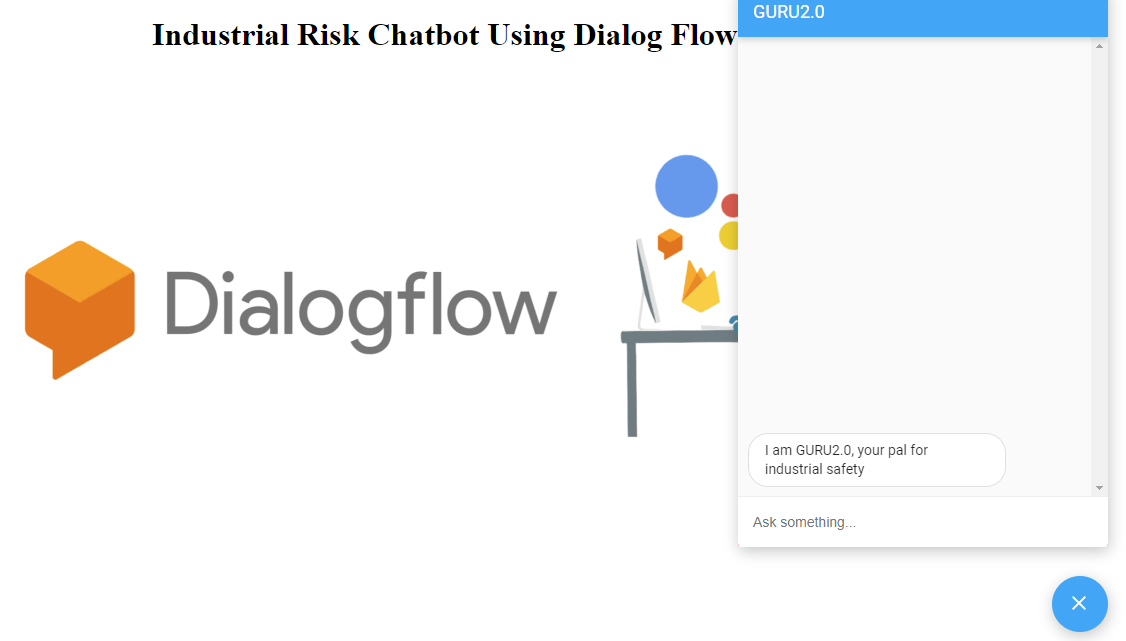 Industrial Risk Chatbot Using Dialog Flow
GURU2.0
Dialogflow
I am GURU2.0, your pal for
industrial safety
Ask something...